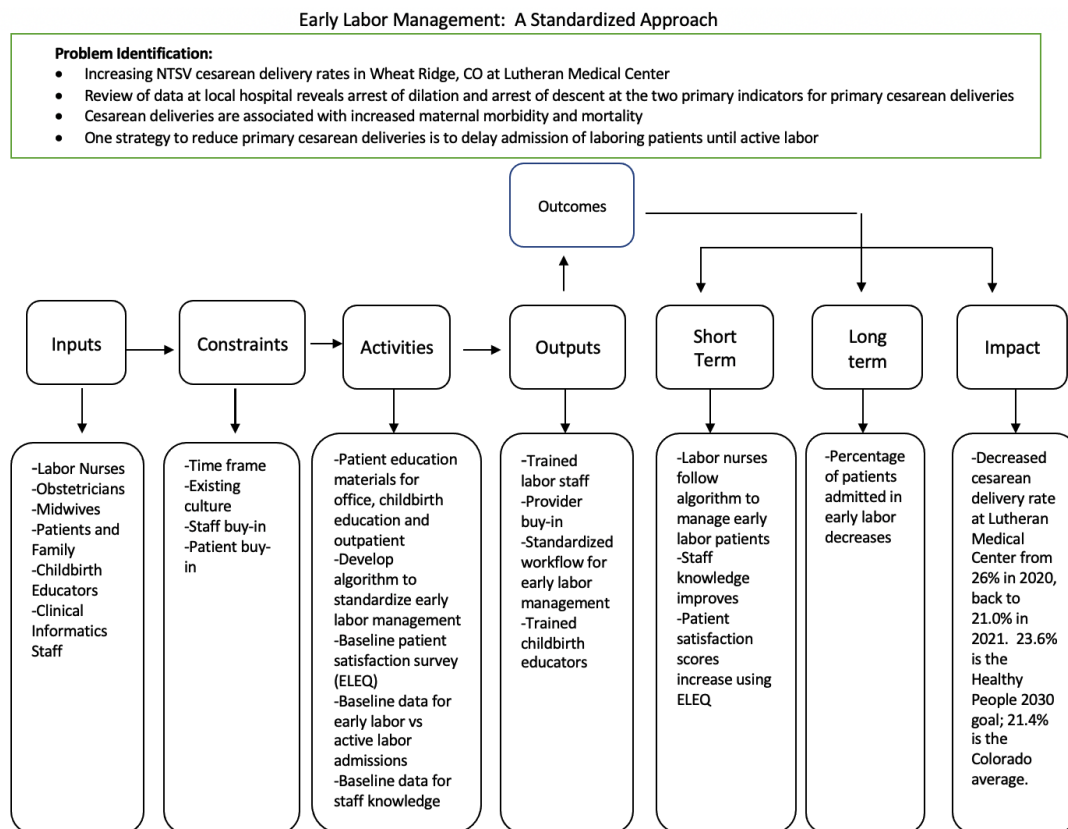 Early Labor Management:  A Standardized Approach
Problem Identification:
• Increasing NTSV cesarean delivery rates in Wheat Ridge, CO at Lutheran Medical Center
• Review of data at local hospital reveals arrest of dilation and arrest of descent at the two primary indicators for primary cesarean deliveries
• Cesarean deliveries are associated with increased maternal morbidity and mortality
• One strategy to reduce primary cesarean deliveries is to delay admission of laboring patients until active labor
Outcomes
Inputs
Constraints
Activities
Outputs
Short
Term
Long
term
Impact
-Labor Nurses
-Obstetricians
-Midwives
-Patients and
Family
-Childbirth
Educators
-Clinical
Informatics
Staff
-Time frame
-Existing
culture
-Staff buy-in
-Patient buy-
in
-Patient education
materials for
office, childbirth
education and
outpatient
-Develop
algorithm to
standardize early
labor management
-Baseline patient
satisfaction survey
(ELEQ)
-Baseline data for
early labor vs
active labor
admissions
-Baseline data for
staff knowledge
-Trained
labor staff
-Provider
buy-in
-Standardized
workflow for
early labor
management
-Trained
childbirth
educators
-Labor nurses
follow
algorithm to
manage early
labor patients
-Staff
knowledge
improves
-Patient
satisfaction
scores
increase using
ELEQ
-Percentage
of patients
admitted in
early labor
decreases
-Decreased
cesarean
delivery rate
at Lutheran
Medical
Center from
26% in 2020,
back to
21.0% in
2021.  23.6%
is the
Healthy
People 2030
goal; 21.4%
is the
Colorado
average.